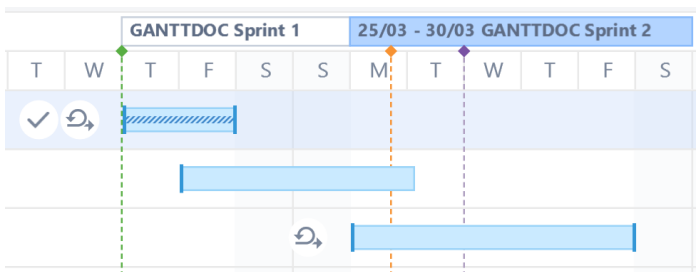 GANTTDOC Sprint 1 25/03 - 30/03 GANTTDOC Sprint 2
T W T F S S M T W T F S